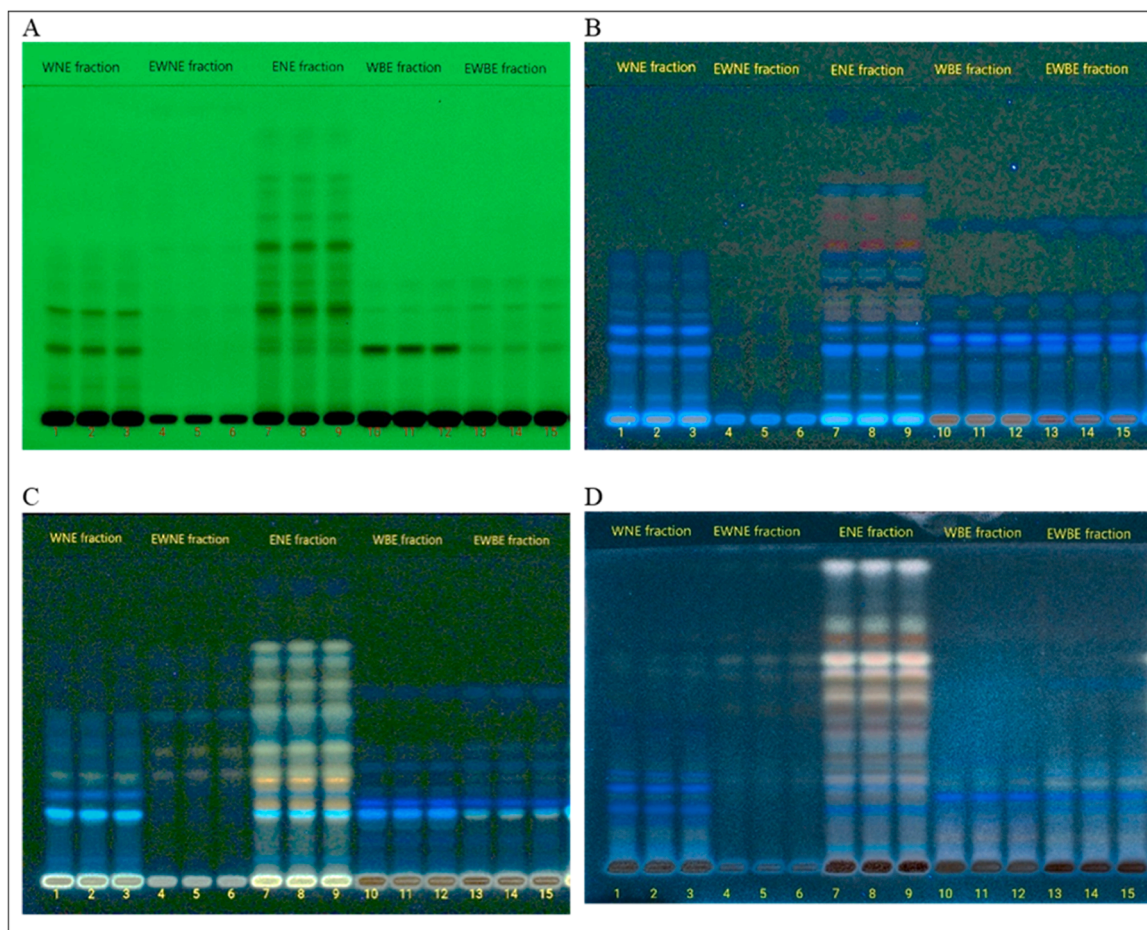 A
WNE fraction EWNE fraction ENE fraction WBE fraction EWBE fraction
1 2 3 4 5 6 7 8 9 10 11 12 13 14 15
B
WNE fraction EWNE fraction ENE fraction WBE fraction EWBE fraction
1 2 3 4 5 6 7 8 9 10 11 12 13 14 15
C
WNE fraction EWNE fraction ENE fraction WBE fraction EWBE fraction
1 2 3 4 5 6 7 8 9 10 11 12 13 14 15
D
WNE fraction EWNE fraction ENE fraction WBE fraction EWBE fraction
1 2 3 4 5 6 7 8 9 10 11 12 13 14 15